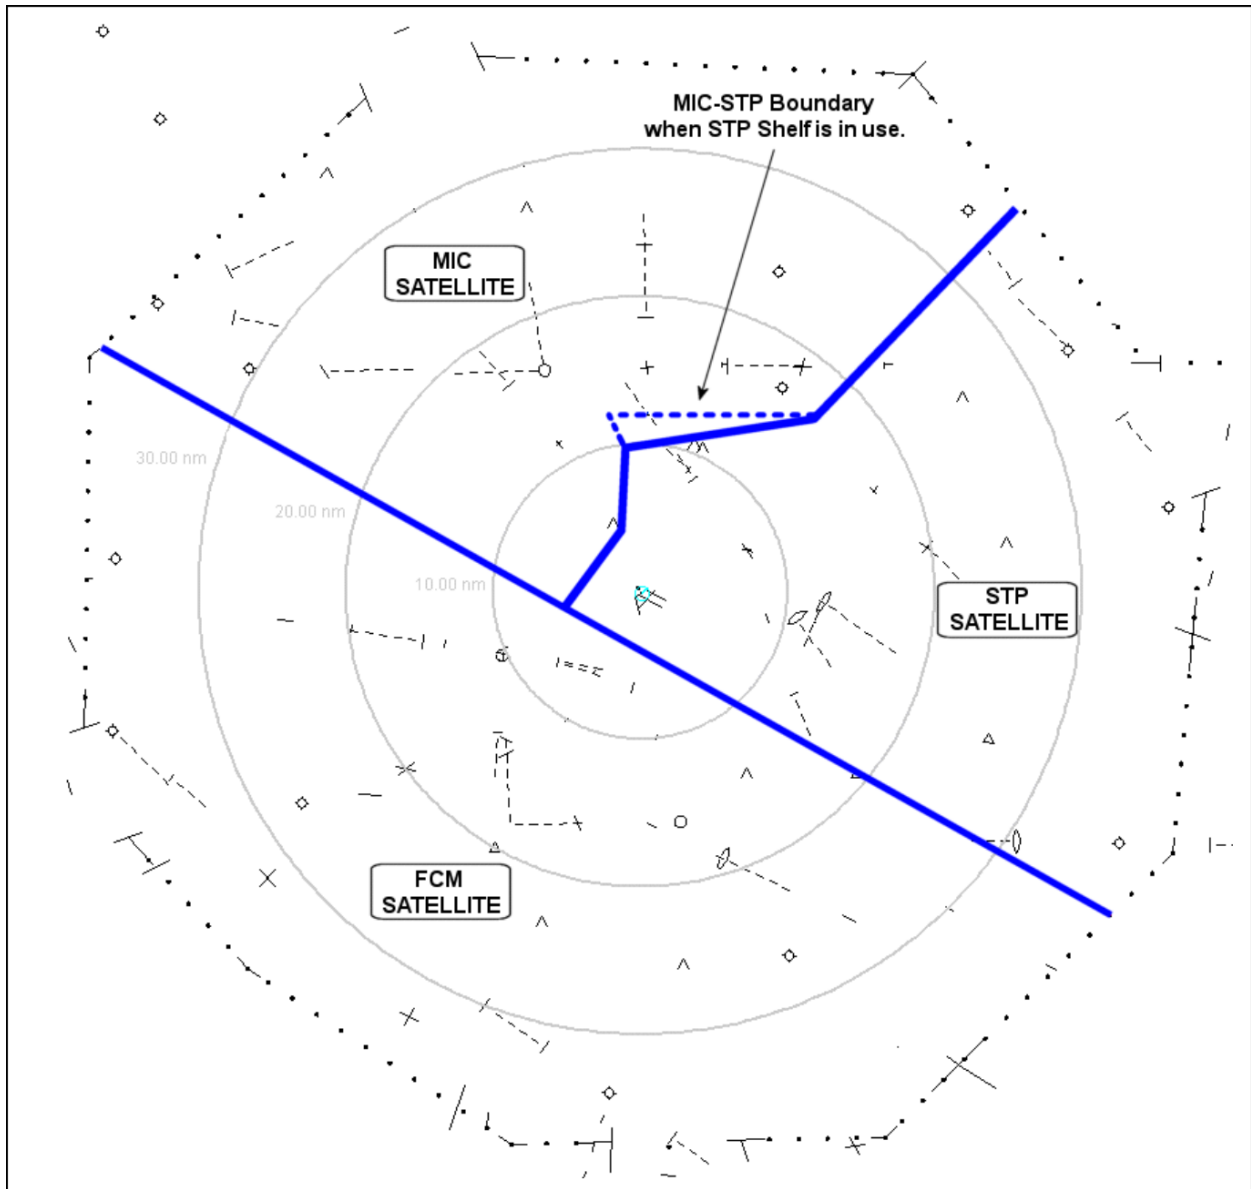 MIC-STP Boundary
when STP Shelf is in use.
MIC
SATELLITE
30.00 nm
20.00 nm
10.00 nm
STP
SATELLITE
FCM
SATELLITE